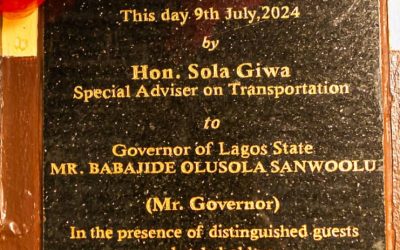 This day 9th July,2024
by
Hon. Sola Giwa
Special Adviser on Transportation
to
Governor of Lagos State
MR. BABAJIDE OLUSOLA SANWOOLU
(Mr. Governor)
In the presence of distinguished guests